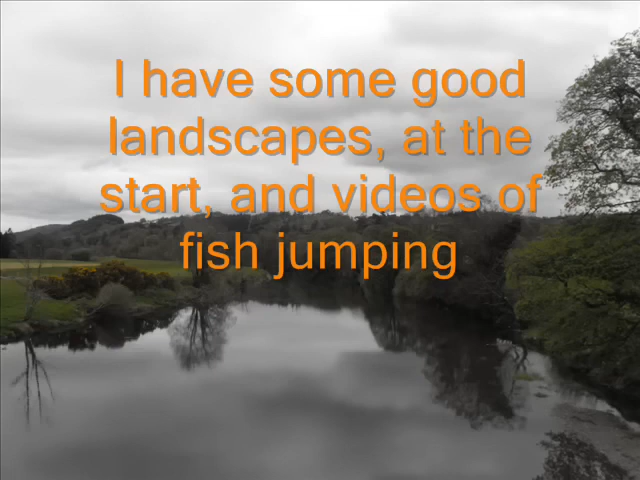 I have some good
landscapes, at the
start, and videos of
fish jumping